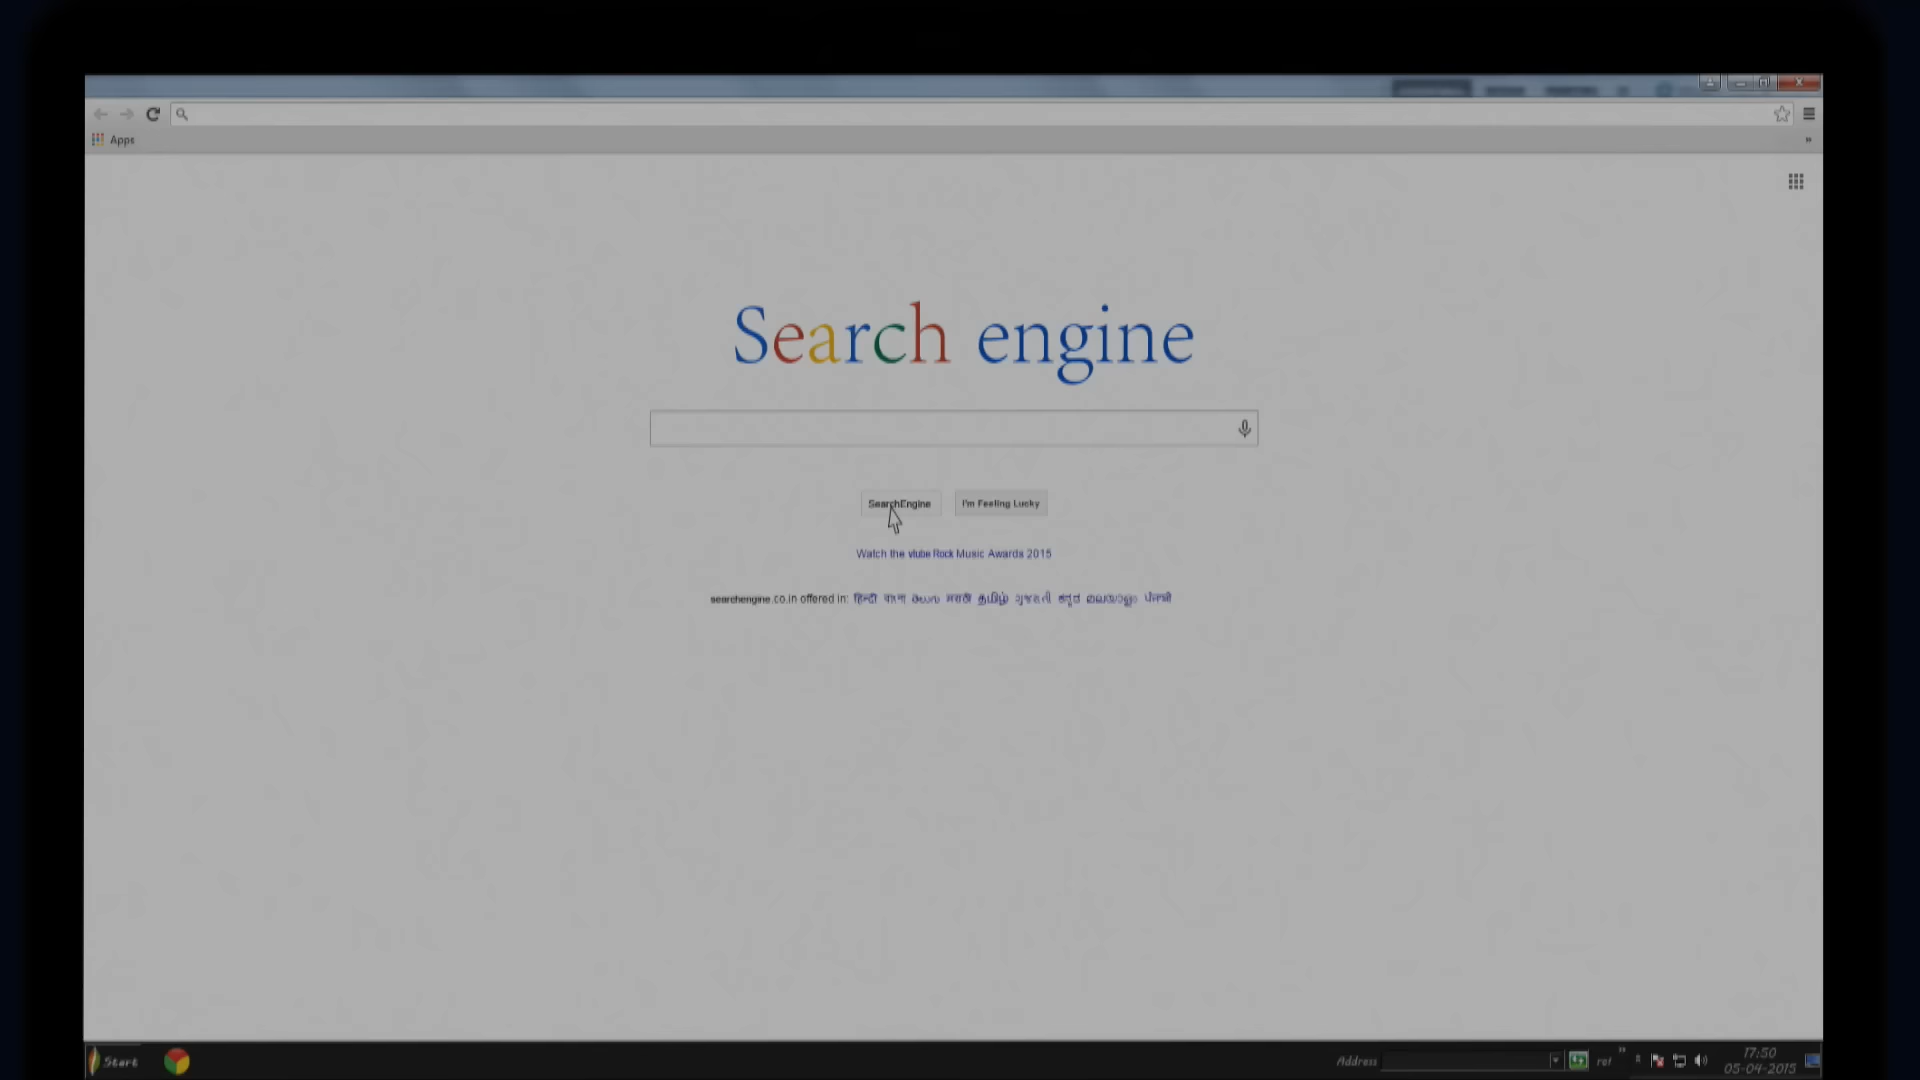 Apps
Search engine
SearchEngine I'm Feeling Lucky
Watch the vtube Rock Music Awards 2015
searchengine.co.in offered in: हिन्दी বাংলা తెలుగు मराठी தமிழ் ગુજરાતી ಕನ್ನಡ മലയാളം ਪੰਜਾਬੀ
Start Address rot 17:50
05-04-2015